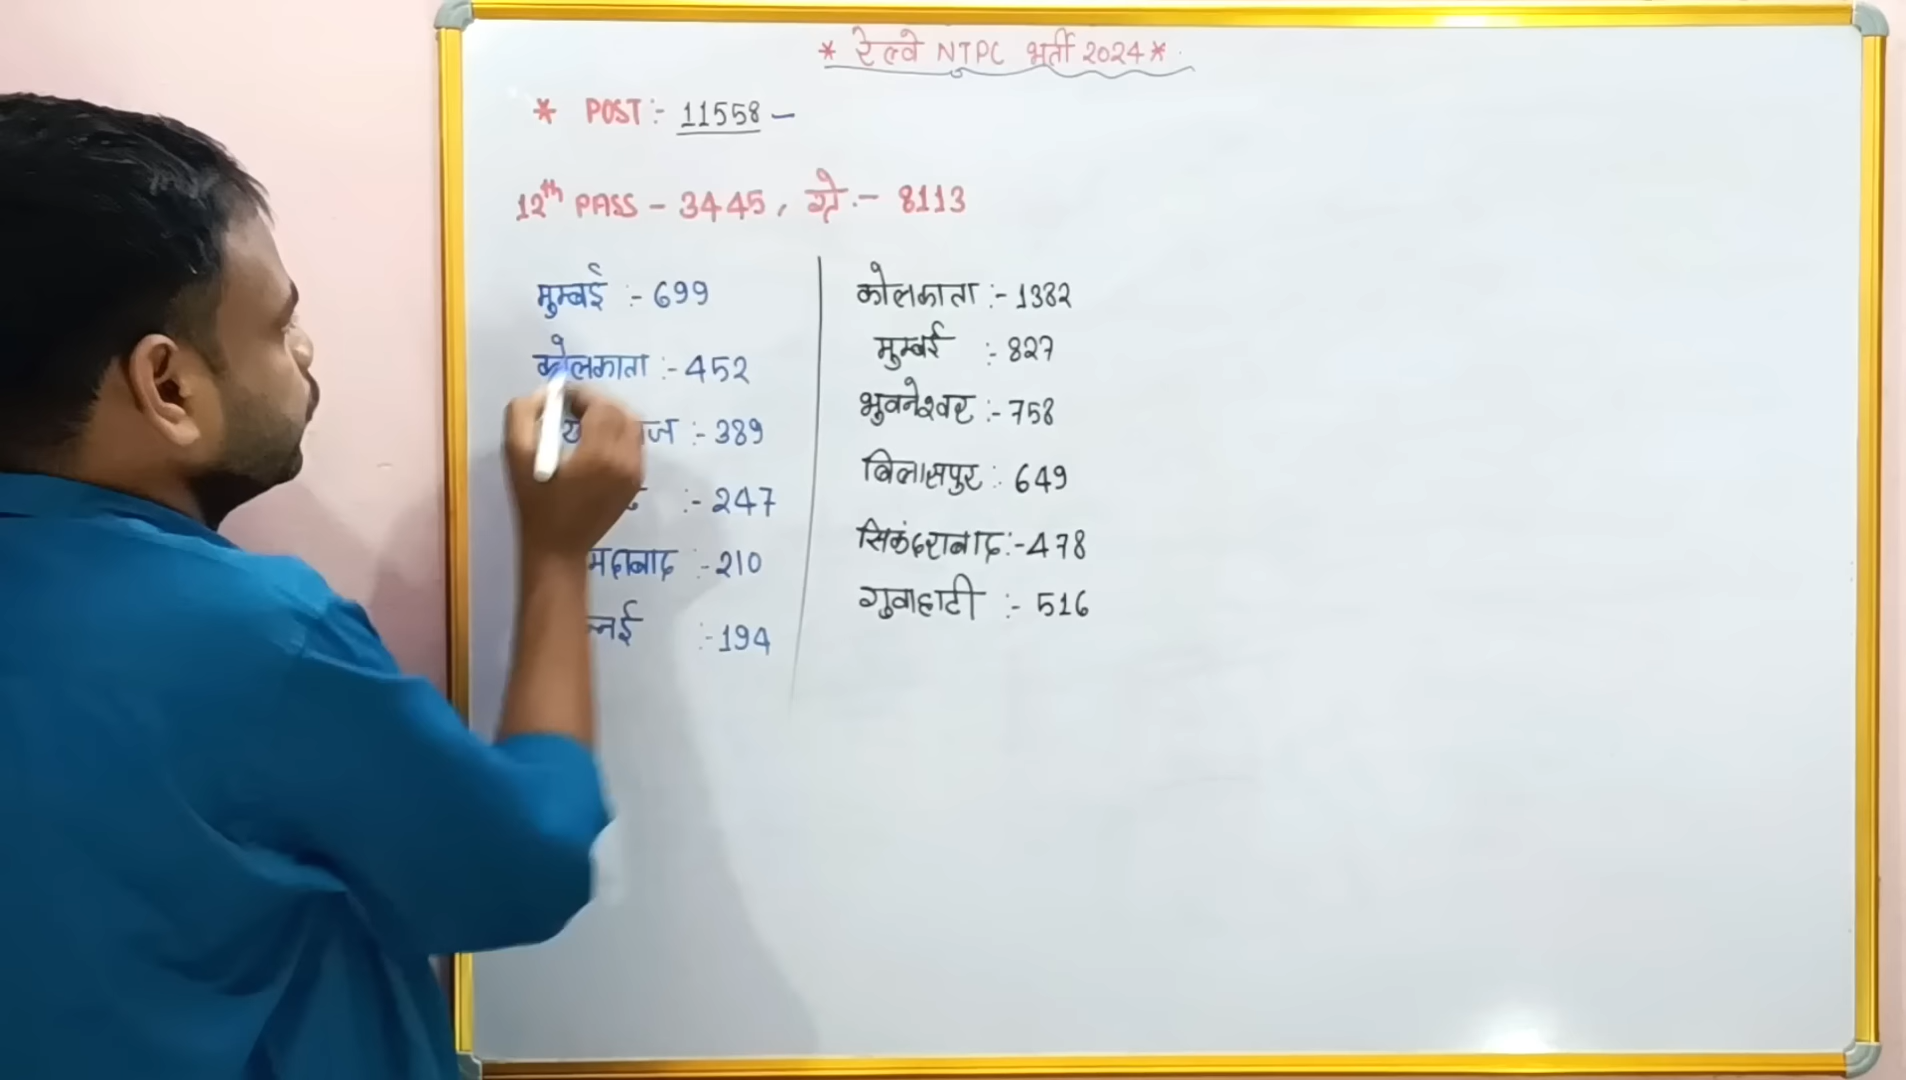 * रेल्वे NTPC भर्ती 2024 *
* POST :- 11558 -
12th PASS - 3445, ग्रे. - 8113
मुम्बई :- 699
कोलकाता :- 452
:- 389
:- 247
:- 210
:- 194
कोलकाता :- 1382
मुम्बई :- 827
भुवनेश्वर :- 758
बिलासपुर : 649
सिकंदराबाद :- 478
गुवाहाटी :- 516